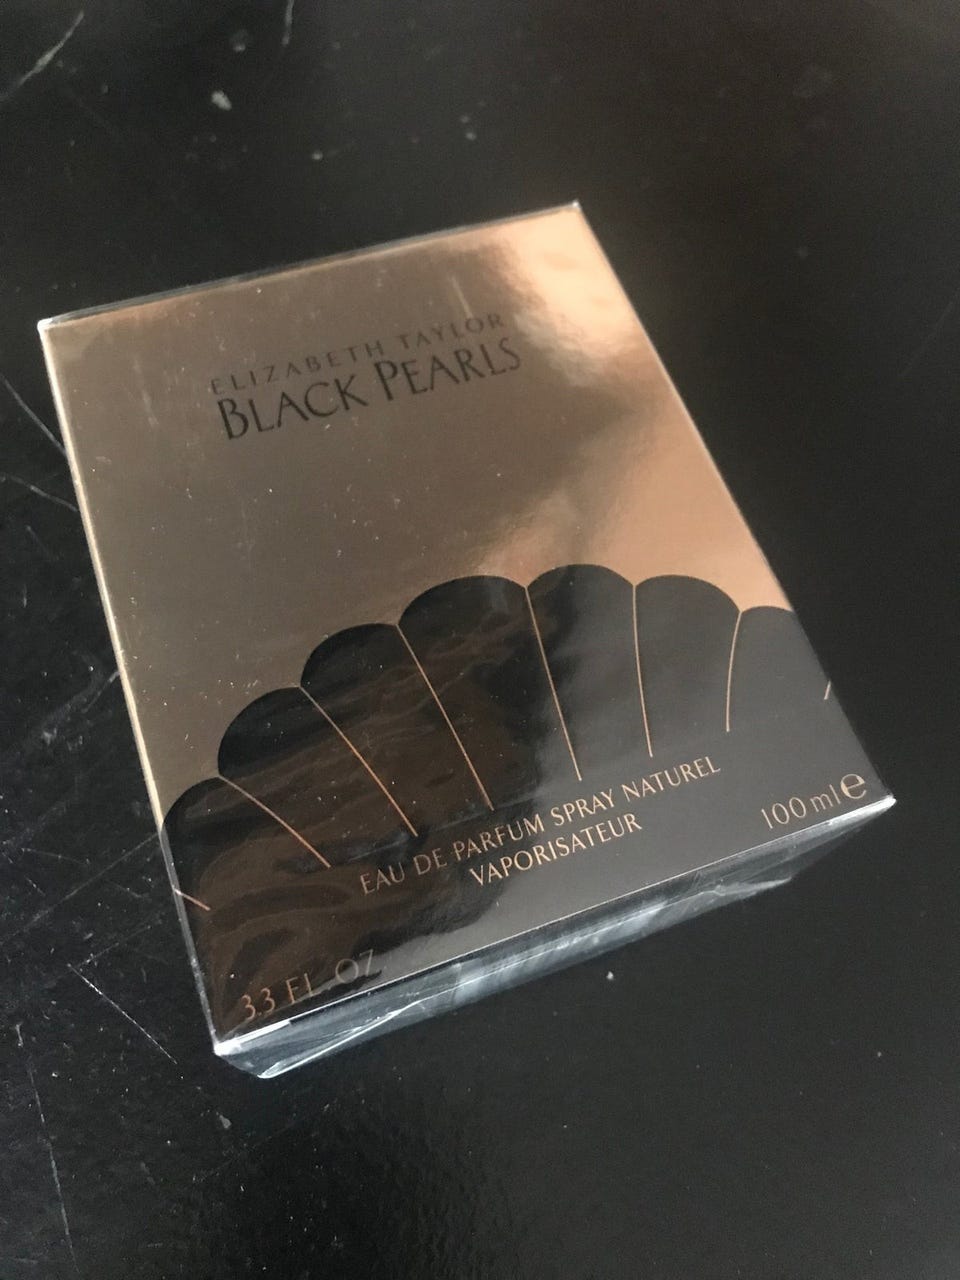 ELIZABETH TAYLOR
BLACK PEARLS
EAU DE PARFUM SPRAY NATUREL
VAPORISATEUR
100 ml ℮
3.3 FL OZ